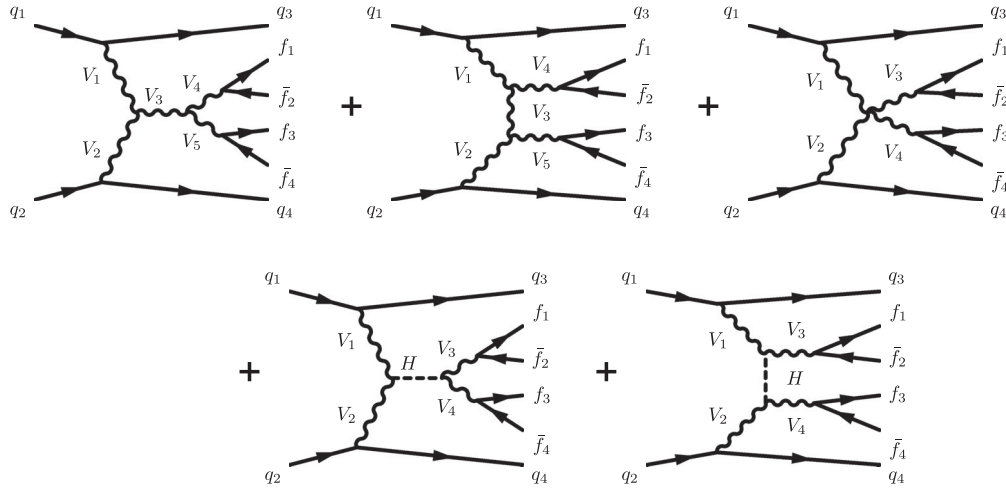 q₁ q₃ q₁ q₃ q₁ q₃
f₁ f₁ f₁
V₁ V₄ V₁ V₄ V₁ V₃
V₃ f̄₂ + V₃ f̄₂ + f̄₂
V₂ V₅ f₃ V₂ V₅ f₃ V₂ V₄ f₃
f̄₄ f̄₄ f̄₄
q₂ q₄ q₂ q₄ q₂ q₄
q₁ q₃ q₁ q₃
f₁ f₁
V₁ V₃ V₁ V₃
+ H f̄₂ + H f̄₂
V₂ V₄ f₃ V₂ V₄ f₃
f̄₄ f̄₄
q₂ q₄ q₂ q₄